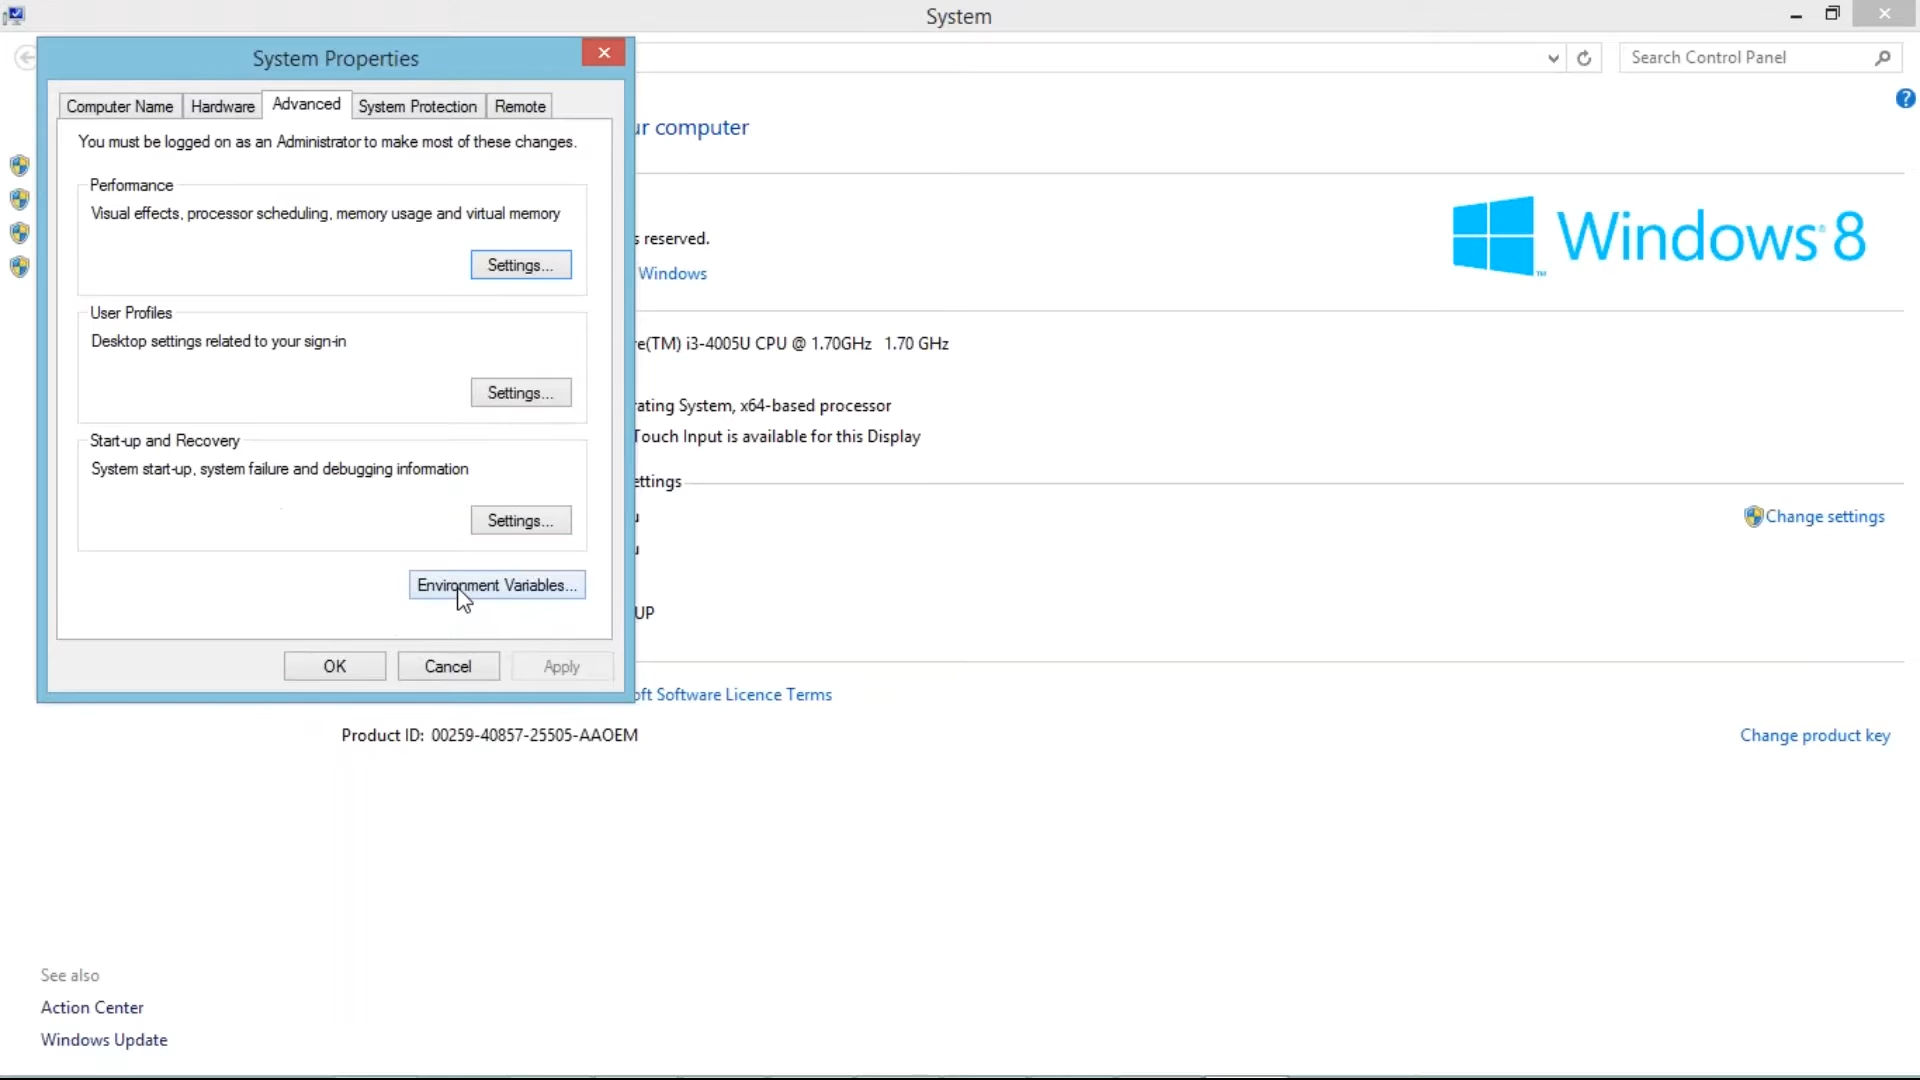 System
System Properties
Search Control Panel
Computer Name Hardware Advanced System Protection Remote
You must be logged on as an Administrator to make most of these changes.
ur computer
Performance
Visual effects, processor scheduling, memory usage and virtual memory
s reserved.
Settings...
Windows
Windows 8
User Profiles
Desktop settings related to your sign-in
re(TM) i3-4005U CPU @ 1.70GHz 1.70 GHz
Settings...
rating System, x64-based processor
Start-up and Recovery
Touch Input is available for this Display
System start-up, system failure and debugging information
ettings
Settings...
Change settings
Environment Variables...
UP
OK Cancel Apply
oft Software Licence Terms
Product ID: 00259-40857-25505-AAOEM
Change product key
See also
Action Center
Windows Update